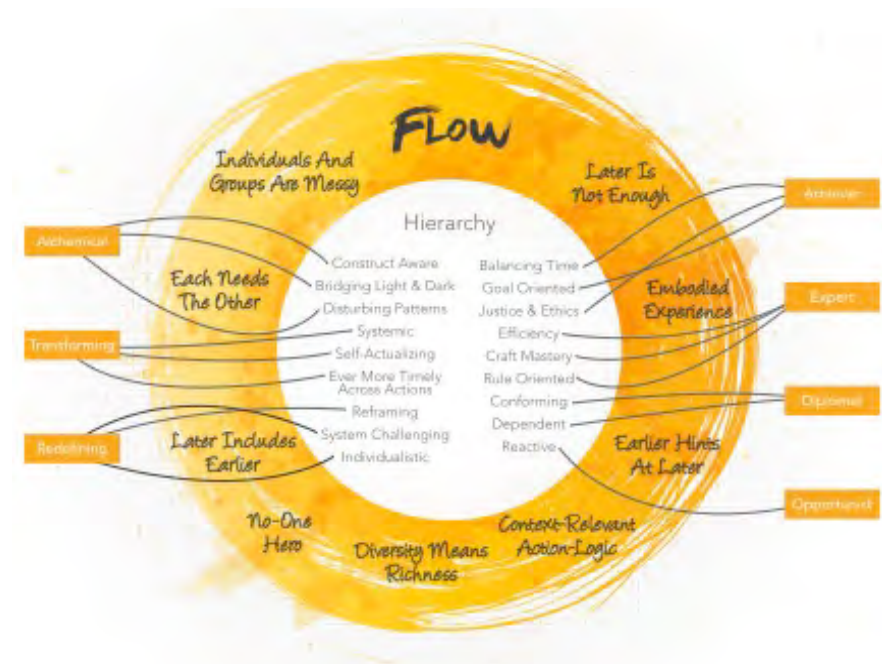 FLOW
Individuals And
Groups Are Messy
Later Is
Not Enough
Hierarchy
Alchemical
Achiever
Construct Aware
Bridging Light & Dark
Disturbing Patterns
Systemic
Self-Actualizing
Ever More Timely
Across Actions
Reframing
System Challenging
Individualistic
Balancing Time
Goal Oriented
Justice & Ethics
Efficiency
Craft Mastery
Rule Oriented
Conforming
Dependent
Reactive
Each Needs
The Other
Embodied
Experience
Expert
Transforming
Diplomat
Redefining
Later Includes
Earlier
Earlier Hints
At Later
Opportunist
No-One
Hero
Diversity Means
Richness
Context-Relevant
Action-Logic